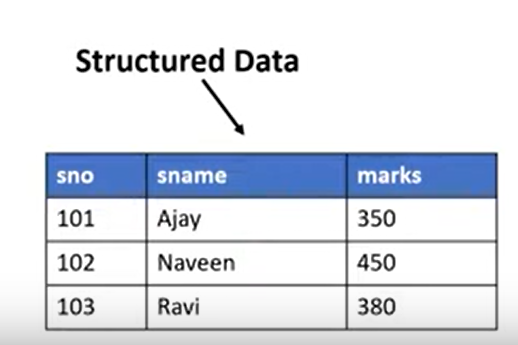 Structured Data
sno sname marks
101 Ajay 350
102 Naveen 450
103 Ravi 380